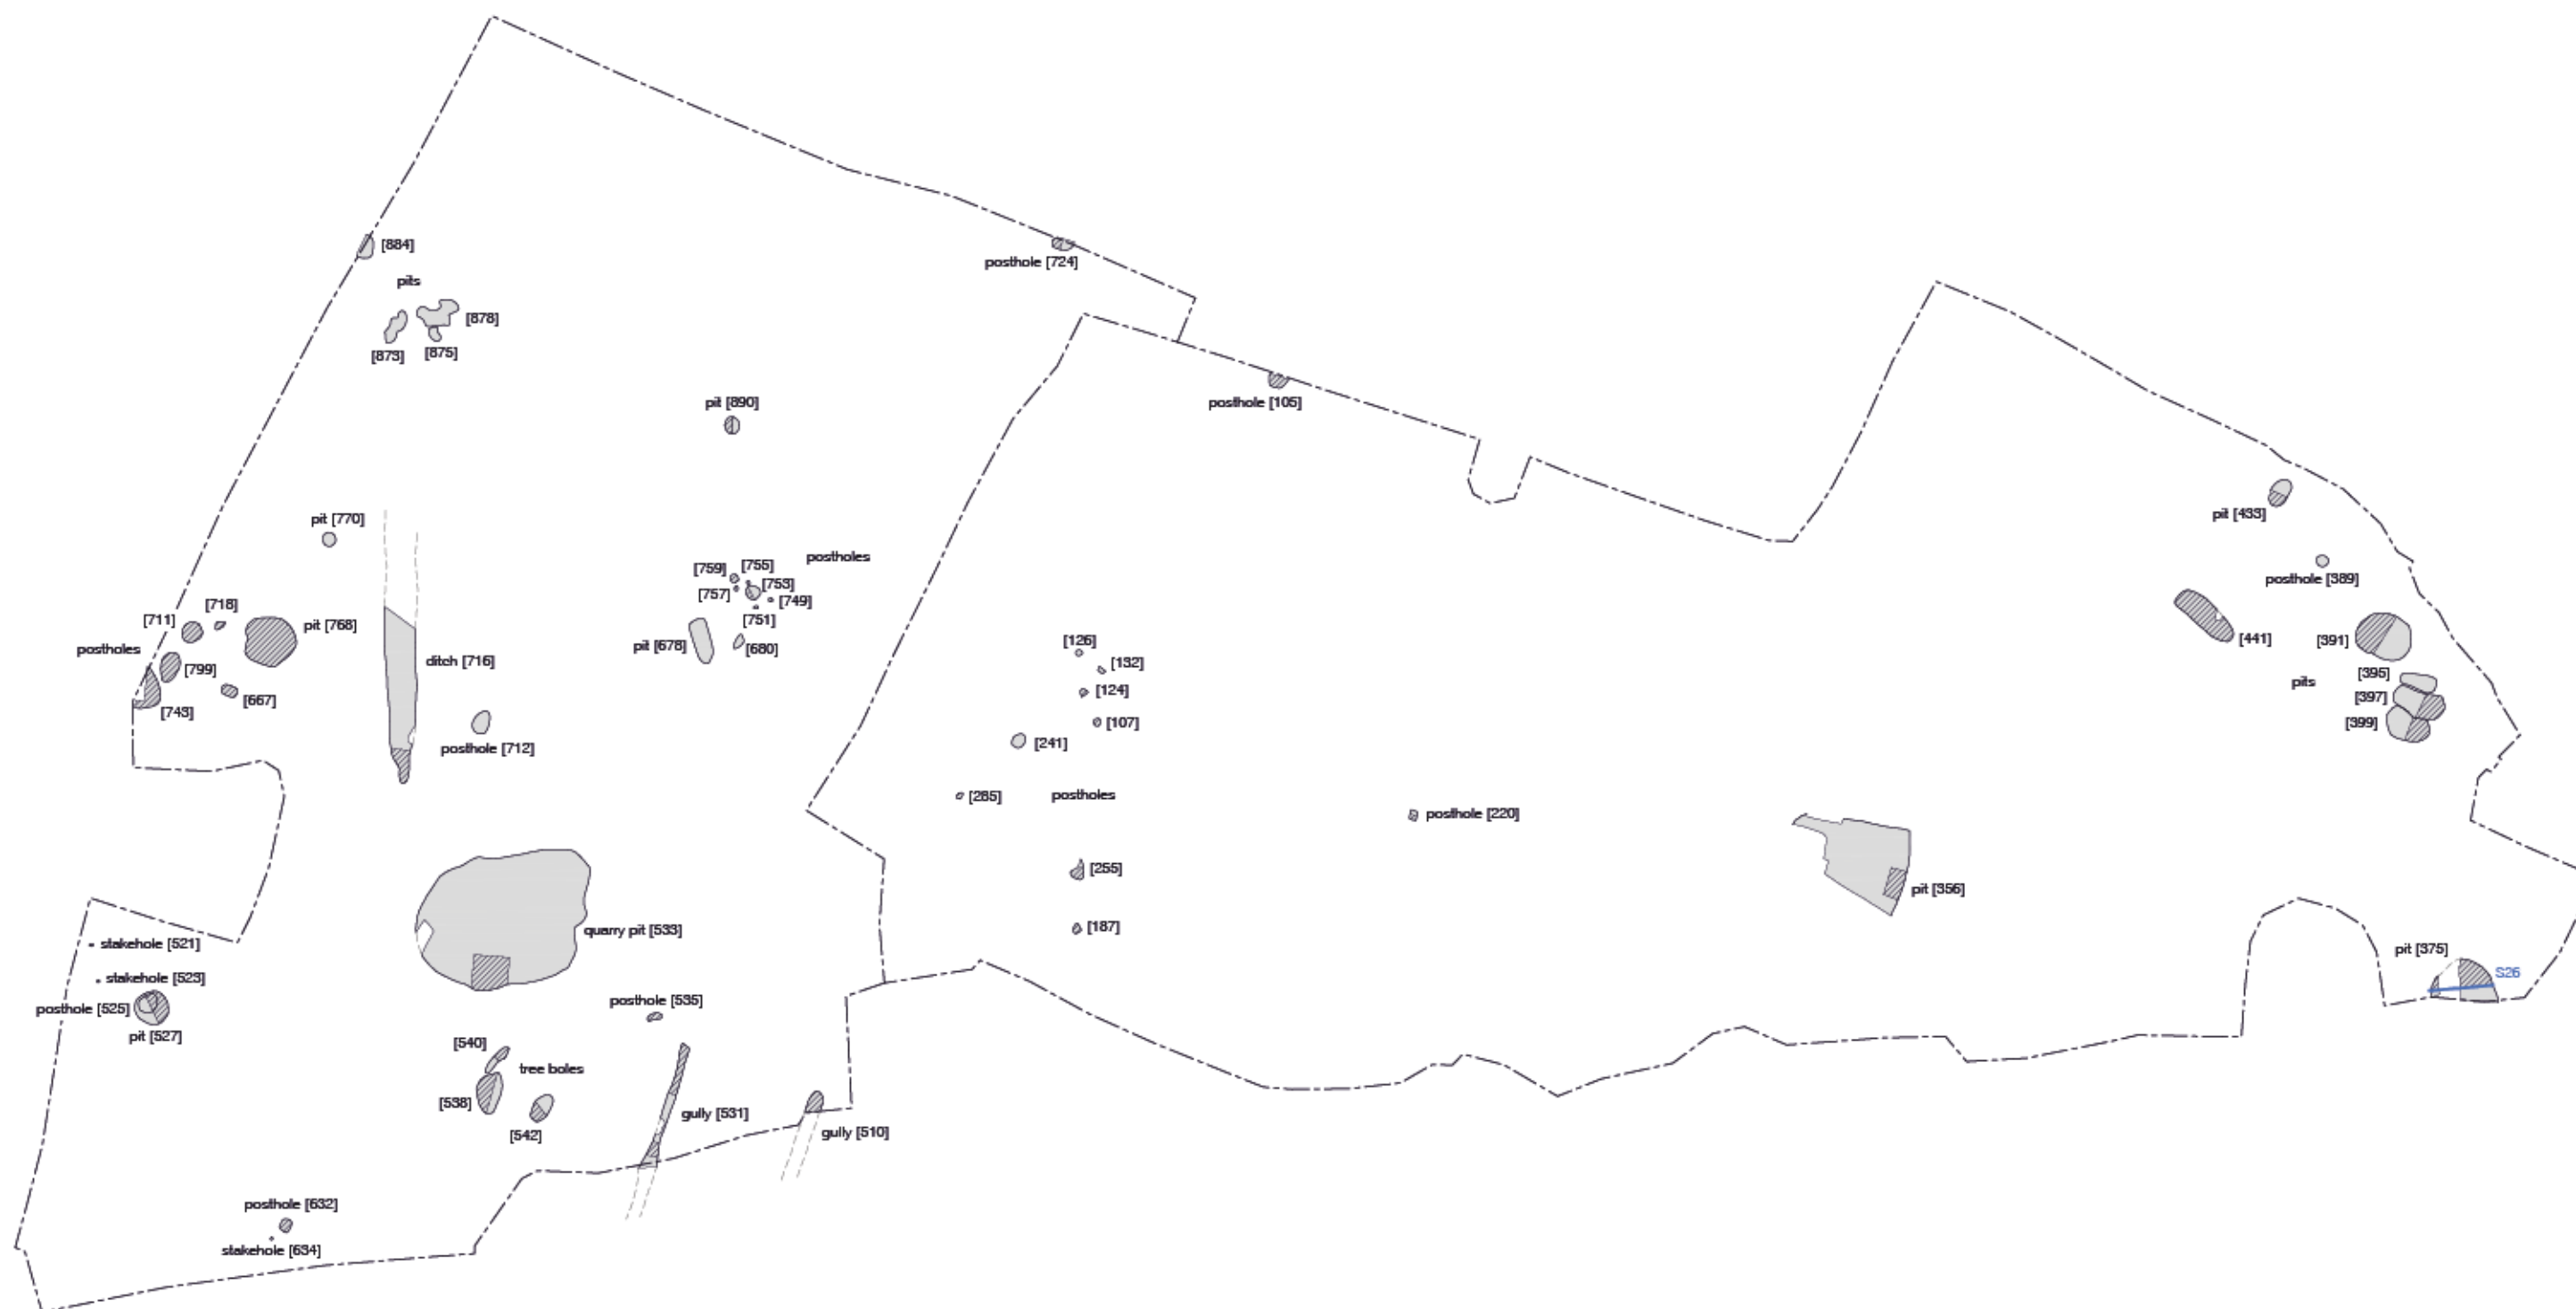 [884]
posthole [724]
pits
[878]
[873]
[875]
pit [890]
posthole [105]
pit [433]
pit [770]
postholes
[759]
[755]
[753]
[757]
[749]
[751]
posthole [389]
[718]
[711]
pit [768]
postholes
[799]
[667]
[743]
ditch [716]
posthole [712]
pit [678]
[680]
[126]
[132]
[124]
[107]
[241]
[285]
postholes
[255]
[187]
posthole [220]
[441]
[391]
[395]
pits
[397]
[399]
pit [356]
pit [375]
S26
quarry pit [533]
stakehole [521]
stakehole [523]
posthole [525]
pit [527]
posthole [535]
[540]
tree boles
[538]
[542]
gully [531]
gully [510]
posthole [632]
stakehole [634]